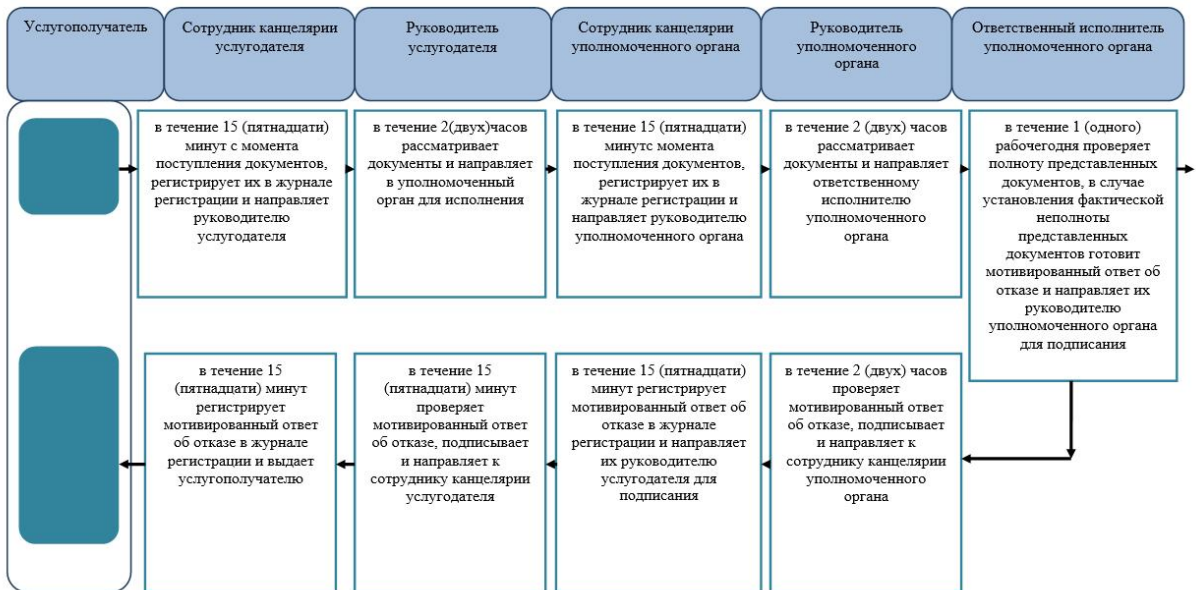 Услугополучатель
Сотрудник канцелярии
услугодателя
Руководитель
услугодателя
Сотрудник канцелярии
уполномоченного органа
Руководитель
уполномоченного
органа
Ответственный исполнитель
уполномоченного органа
в течение 15 (пятнадцати)
минут с момента
поступления документов,
регистрирует их в журнале
регистрации и направляет
руководителю
услугодателя
в течение 2(двух)часов
рассматривает
документы и направляет
в уполномоченный
орган для исполнения
в течение 15 (пятнадцати)
минутс момента
поступления документов,
регистрирует их в
журнале регистрации и
направляет руководителю
уполномоченного органа
в течение 2 (двух) часов
рассматривает
документы и направляет
ответственному
исполнителю
уполномоченного
органа
в течение 1 (одного)
рабочегодня проверяет
полноту представленных
документов, в случае
установления фактической
неполноты
представленных
документов готовит
мотивированный ответ об
отказе и направляет их
руководителю
уполномоченного органа
для подписания
в течение 15
(пятнадцати) минут
регистрирует
мотивированный ответ
об отказе в журнале
регистрации и выдает
услугополучателю
в течение 15
(пятнадцати) минут
проверяет
мотивированный ответ
об отказе, подписывает
и направляет к
сотруднику канцелярии
услугодателя
в течение 15 (пятнадцати)
минут регистрирует
мотивированный ответ об
отказе в журнале
регистрации и направляет
их руководителю
услугодателя для
подписания
в течение 2 (двух) часов
проверяет
мотивированный ответ
об отказе, подписывает
и направляет к
сотруднику канцелярии
уполномоченного
органа